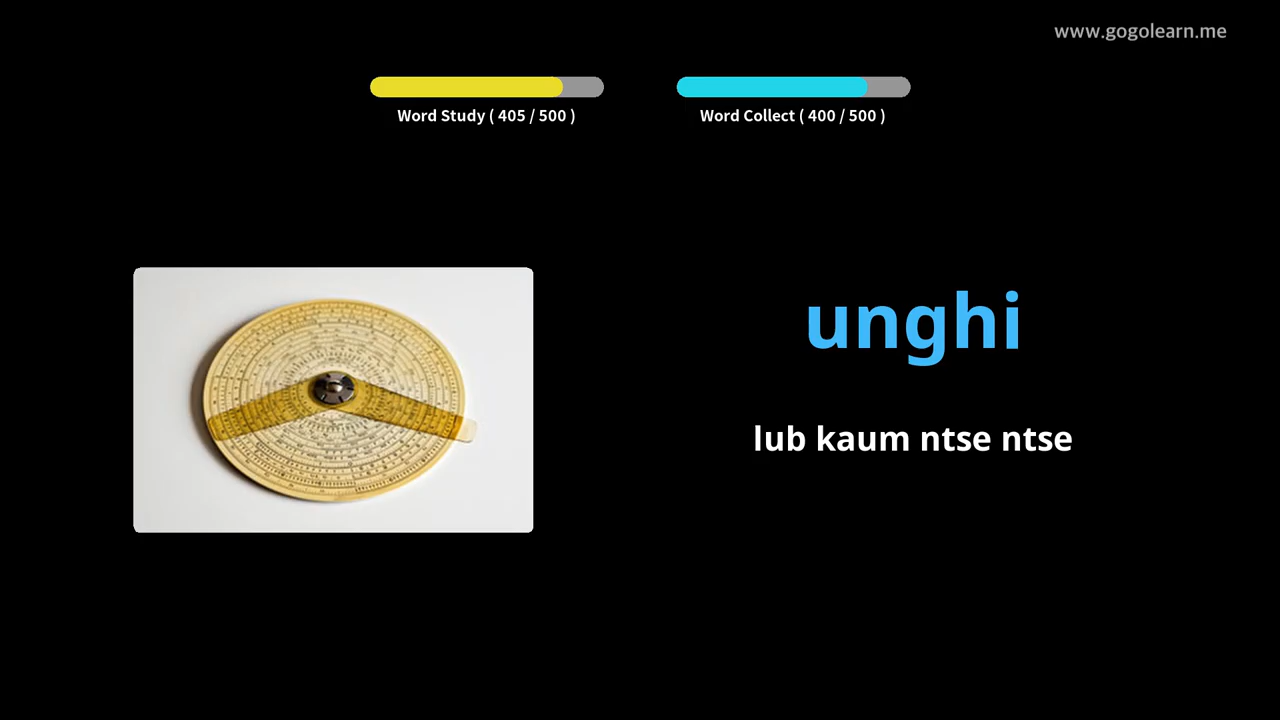 www.gogolearn.me
Word Study ( 405 / 500 )
Word Collect ( 400 / 500 )
unghi
lub kaum ntse ntse